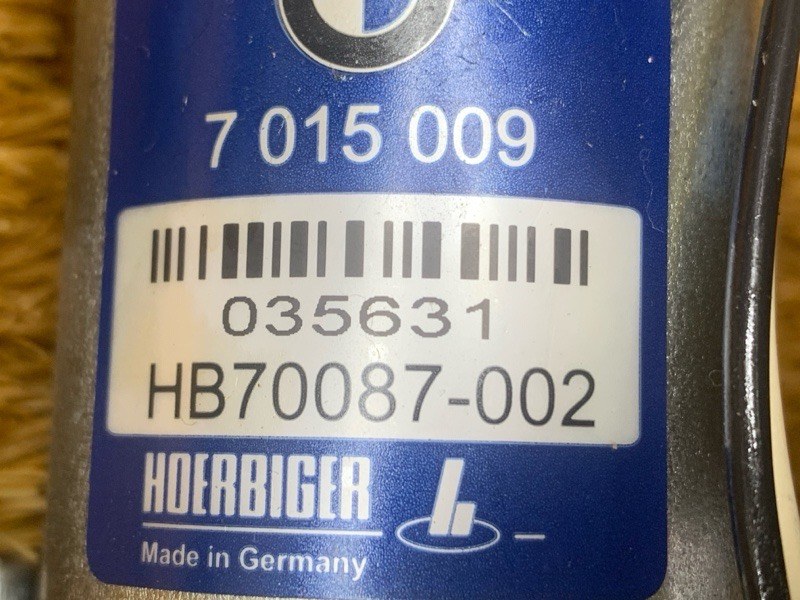 7 015 009
035631
HB70087-002
HOERBIGER
Made in Germany